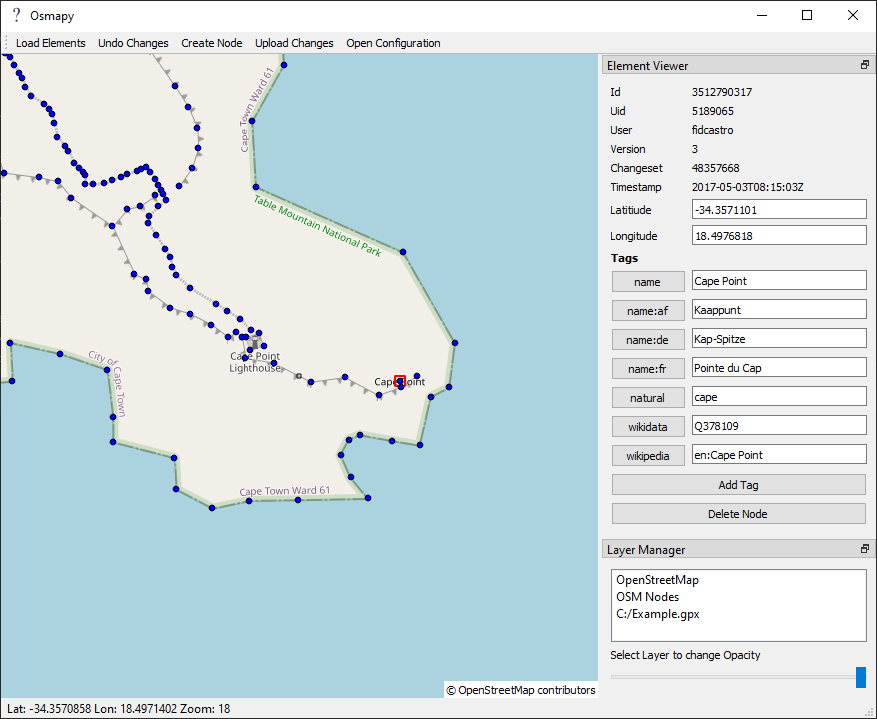 Osmapy
Load Elements Undo Changes Create Node Upload Changes Open Configuration
Cape Town Ward 61
Table Mountain National Park
City of Cape Town
Cape Point
Lighthouse
Cape Point
Cape Town Ward 61
© OpenStreetMap contributors
Element Viewer
Id 3512790317
Uid 5189065
User fidcastro
Version 3
Changeset 48357668
Timestamp 2017-05-03T08:15:03Z
Latitude -34.3571101
Longitude 18.4976818
Tags
name Cape Point
name:af Kaappunt
name:de Kap-Spitze
name:fr Pointe du Cap
natural cape
wikidata Q378109
wikipedia en:Cape Point
Add Tag
Delete Node
Layer Manager
OpenStreetMap
OSM Nodes
C:/Example.gpx
Select Layer to change Opacity
Lat: -34.3570858 Lon: 18.4971402 Zoom: 18